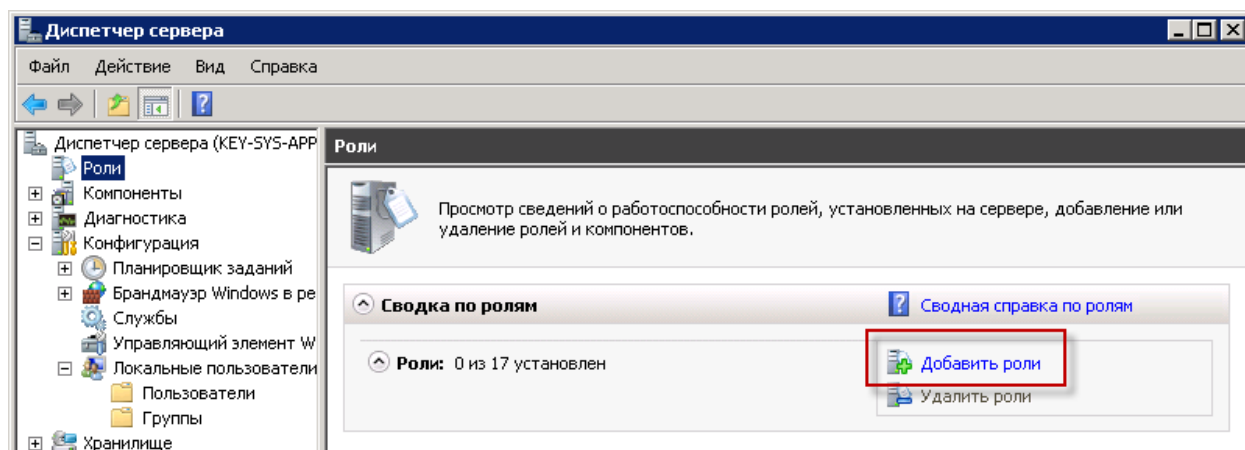 Диспетчер сервера
Файл Действие Вид Справка
Диспетчер сервера (KEY-SYS-APP
Роли
Компоненты
Диагностика
Конфигурация
Планировщик заданий
Брандмауэр Windows в ре
Службы
Управляющий элемент W
Локальные пользователи
Пользователи
Группы
Хранилище
Роли
Просмотр сведений о работоспособности ролей, установленных на сервере, добавление или
удаление ролей и компонентов.
Сводка по ролям
Сводная справка по ролям
Роли: 0 из 17 установлен
Добавить роли
Удалить роли